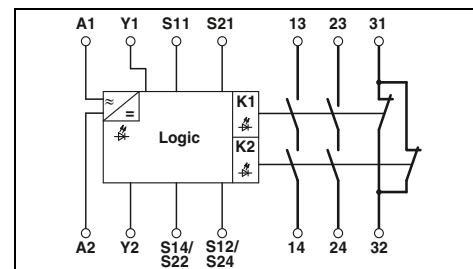 A1 Y1 S11 S21 13 23 31
≈
=
K1
Logic
K2
A2 Y2 S14/ S12/ 14 24 32
S22 S24